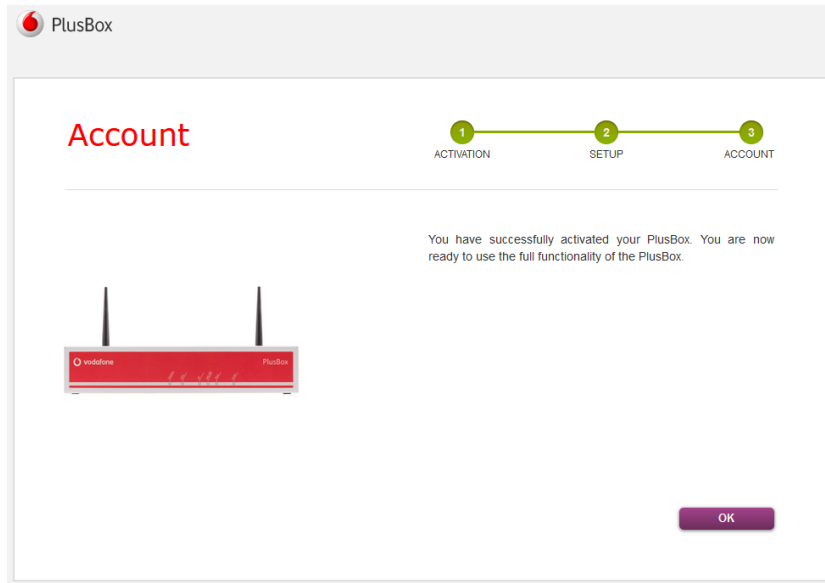 PlusBox
Account
1 2 3
ACTIVATION SETUP ACCOUNT
You have successfully activated your PlusBox. You are now
ready to use the full functionality of the PlusBox.
vodafone PlusBox
OK